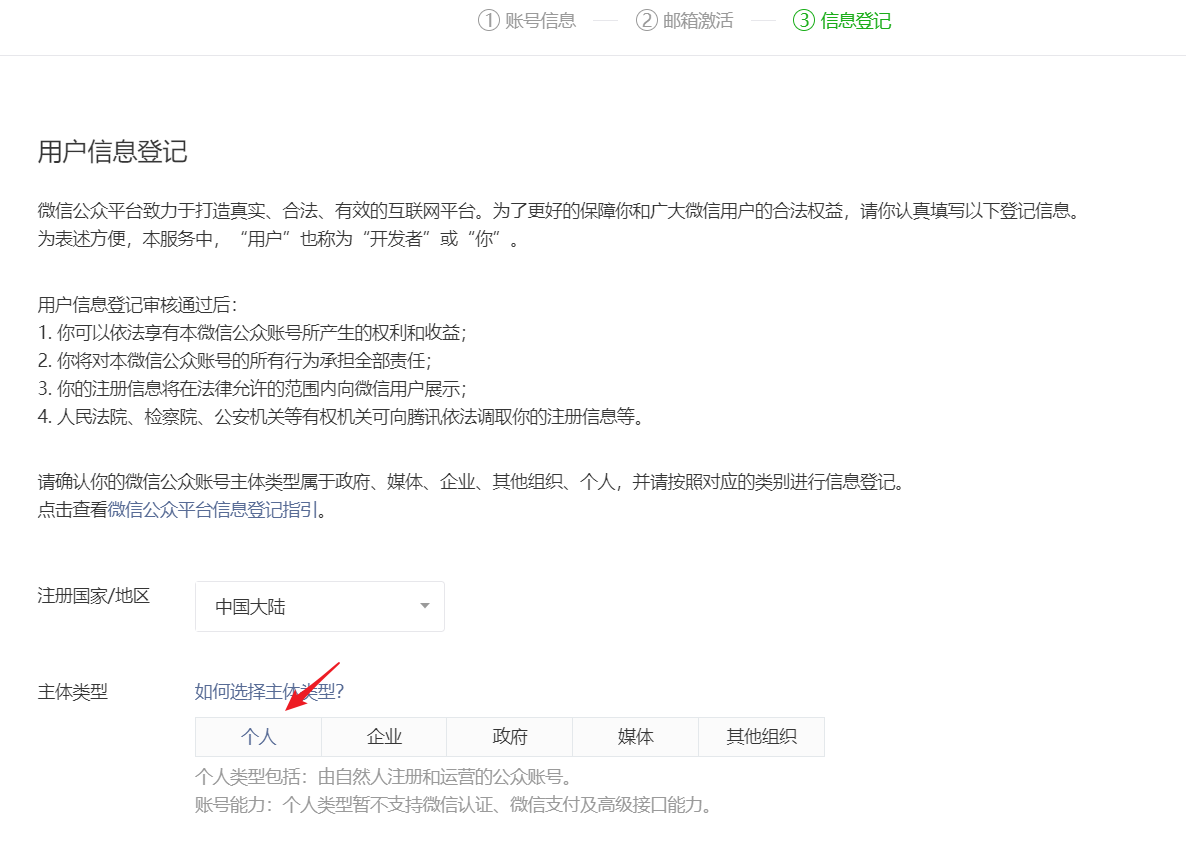 ① 账号信息 ② 邮箱激活 ③ 信息登记
用户信息登记
微信公众平台致力于打造真实、合法、有效的互联网平台。为了更好的保障你和广大微信用户的合法权益，请你认真填写以下登记信息。
为表述方便，本服务中，“用户”也称为“开发者”或“你”。
用户信息登记审核通过后：
1. 你可以依法享有本微信公众账号所产生的权利和收益；
2. 你将对本微信公众账号的所有行为承担全部责任；
3. 你的注册信息将在法律允许的范围内向微信用户展示；
4. 人民法院、检察院、公安机关等有权机关可向腾讯依法调取你的注册信息等。
请确认你的微信公众账号主体类型属于政府、媒体、企业、其他组织、个人，并请按照对应的类别进行信息登记。
点击查看微信公众平台信息登记指引。
注册国家/地区 中国大陆
主体类型 如何选择主体类型?
个人 企业 政府 媒体 其他组织
个人类型包括：由自然人注册和运营的公众账号。
账号能力：个人类型暂不支持微信认证、微信支付及高级接口能力。